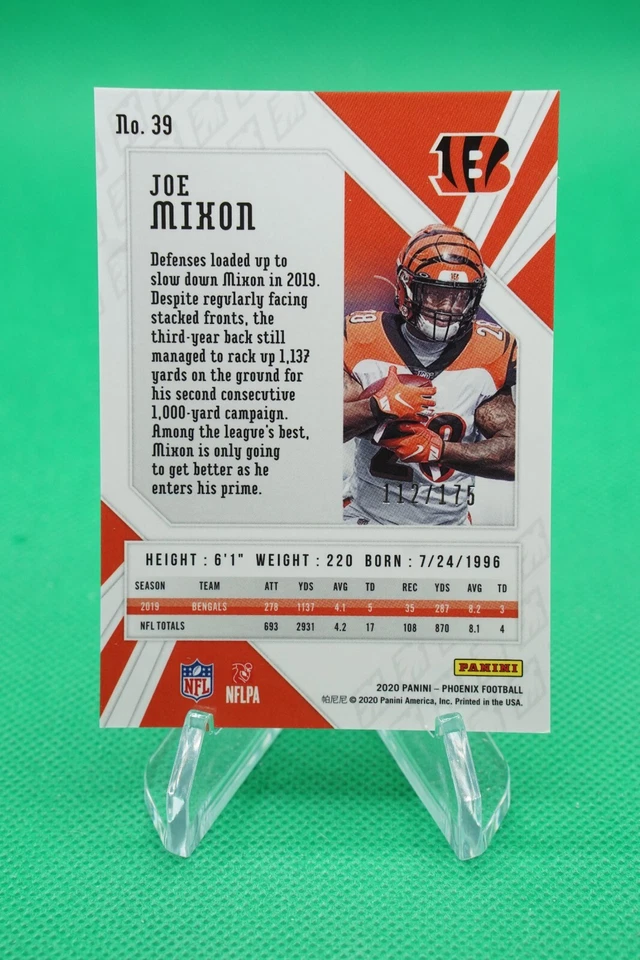 No. 39
B
JOE
MIXON
Defenses loaded up to
slow down Mixon in 2019.
Despite regularly facing
stacked fronts, the
third-year back still
managed to rack up 1,137
yards on the ground for
his second consecutive
1,000-yard campaign.
Among the league's best,
Mixon is only going
to get better as he
enters his prime.
28
28
28
112/175
HEIGHT : 6'1" WEIGHT : 220 BORN : 7/24/1996
SEASON TEAM ATT YDS AVG TD REC YDS AVG TD
2019 BENGALS 278 1137 4.1 5 35 287 8.2 3
NFL TOTALS 693 2931 4.2 17 108 870 8.1 4
PANINI
NFL
NFLPA
2020 PANINI – PHOENIX FOOTBALL
帕尼尼 © 2020 Panini America, Inc. Printed in the USA.